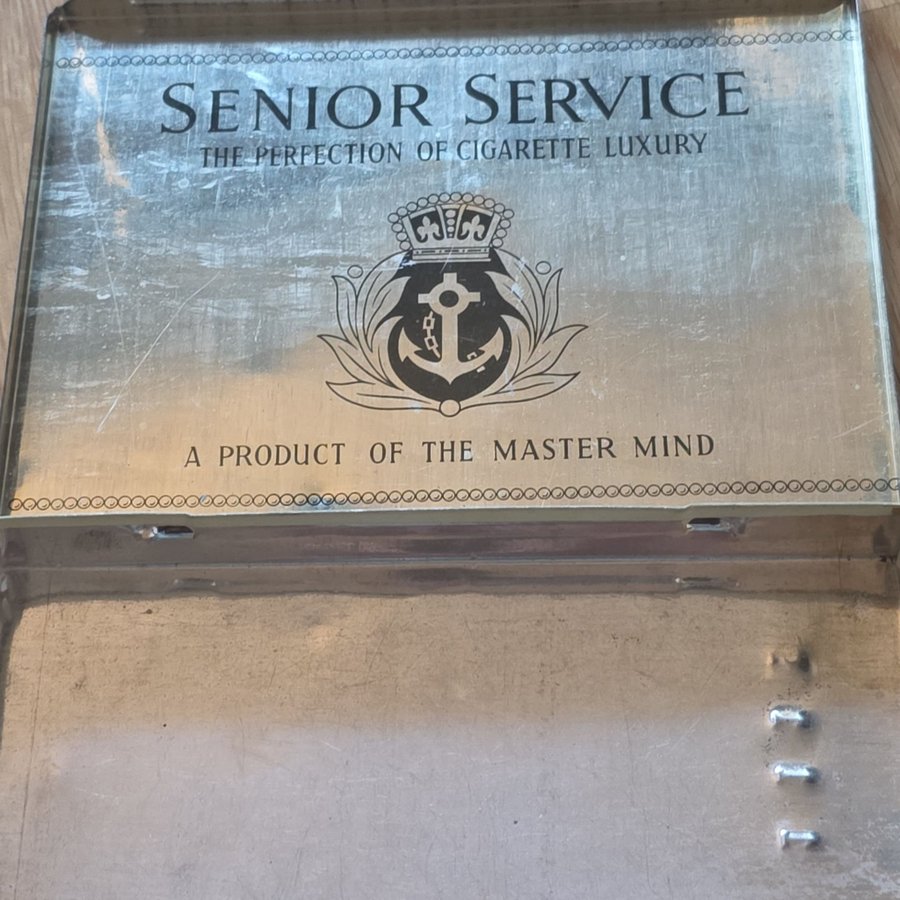 SENIOR SERVICE
THE PERFECTION OF CIGARETTE LUXURY
A PRODUCT OF THE MASTER MIND